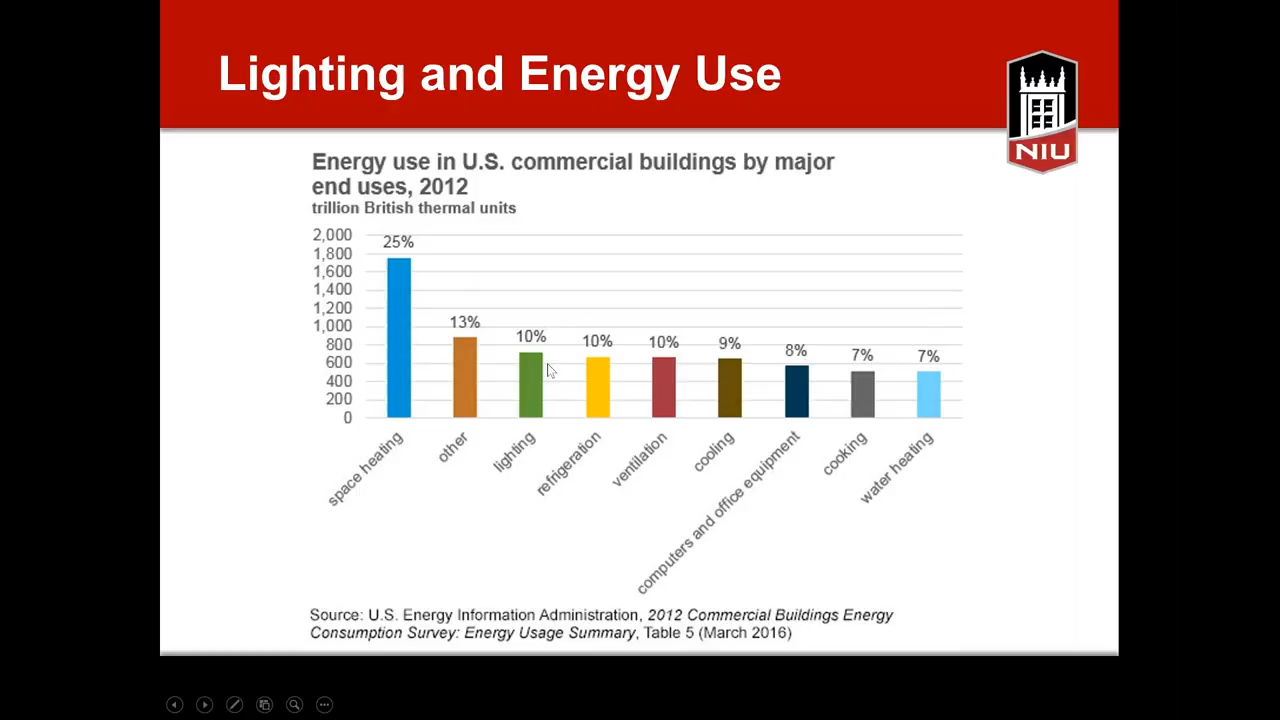 Lighting and Energy Use
NIU
Energy use in U.S. commercial buildings by major
end uses, 2012
trillion British thermal units
2,000
1,800
1,600
1,400
1,200
1,000
800
600
400
200
0
25%
13%
10%
10%
10%
9%
8%
7%
7%
space heating
other
lighting
refrigeration
ventilation
cooling
computers and office equipment
cooking
water heating
Source: U.S. Energy Information Administration, 2012 Commercial Buildings Energy
Consumption Survey: Energy Usage Summary, Table 5 (March 2016)